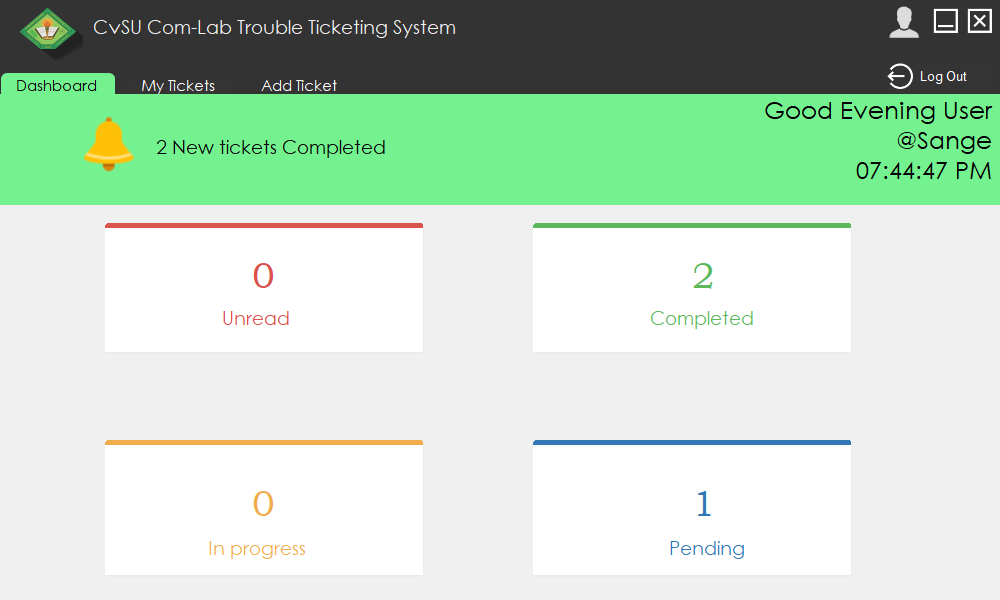 CvSU Com-Lab Trouble Ticketing System
Log Out
Dashboard
My Tickets
Add Ticket
Good Evening User
@Sange
07:44:47 PM
2 New tickets Completed
0
Unread
2
Completed
0
In progress
1
Pending